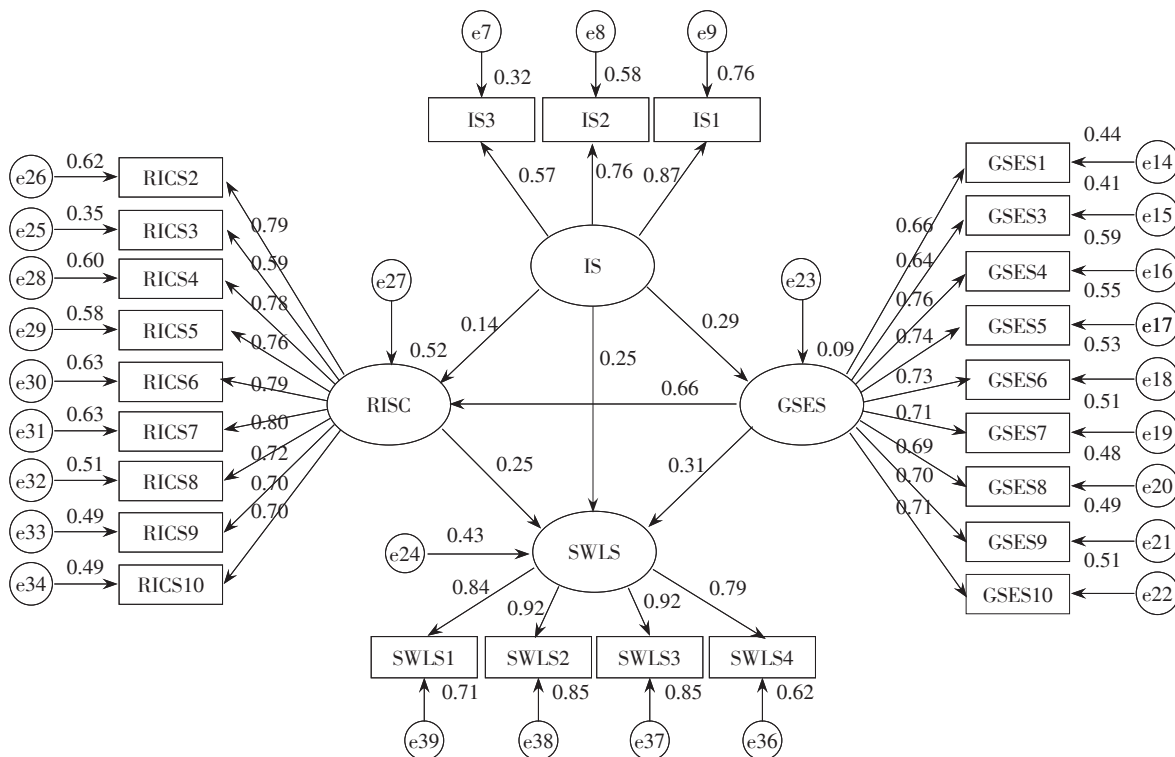 e7 e8 e9
0.32 0.58 0.76
IS3 IS2 IS1
0.57 0.76 0.87
IS
e26 0.62 RICS2
e25 0.35 RICS3
e28 0.60 RICS4
e29 0.58 RICS5
e30 0.63 RICS6
e31 0.63 RICS7
e32 0.51 RICS8
e33 0.49 RICS9
e34 0.49 RICS10
0.79
0.59
0.78
0.76
0.79
0.80
0.72
0.70
0.70
e27
0.52
RISC
0.14
0.25
0.29
0.66
e23
0.09
GSES
0.25
0.31
e24 0.43 SWLS
0.66
0.64
0.76
0.74
0.73
0.71
0.69
0.70
0.71
GSES1 0.44 e14
GSES3 0.41 e15
GSES4 0.59 e16
GSES5 0.55 e17
GSES6 0.53 e18
GSES7 0.51 e19
GSES8 0.48 e20
GSES9 0.49 e21
GSES10 0.51 e22
0.84 0.92 0.92 0.79
SWLS1 SWLS2 SWLS3 SWLS4
0.71 0.85 0.85 0.62
e39 e38 e37 e36